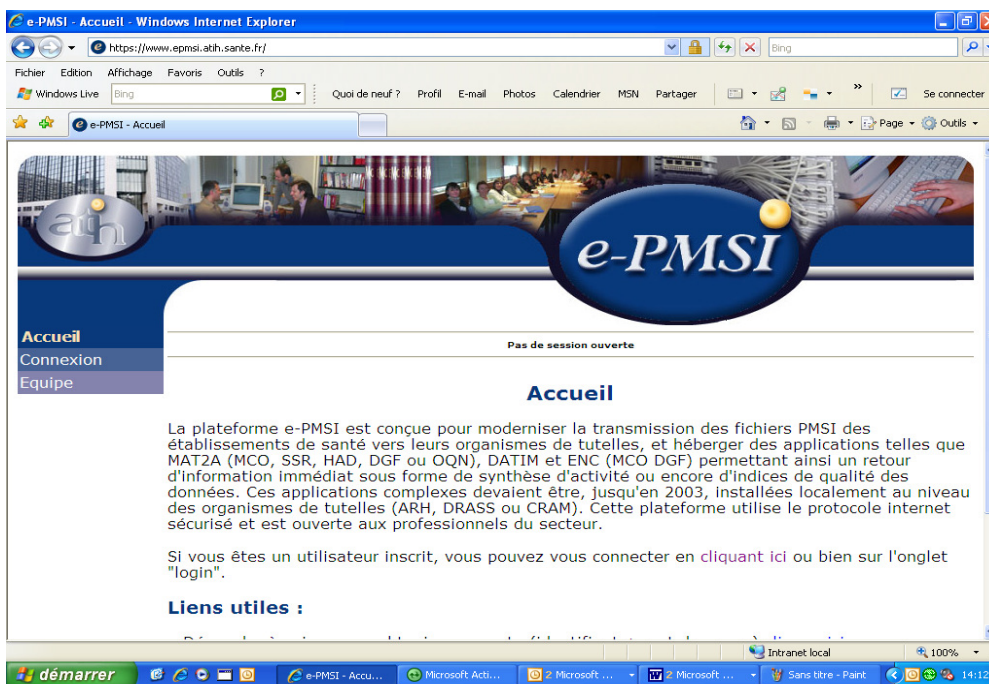 e-PMSI - Accueil - Windows Internet Explorer
https://www.epmsi.atih.sante.fr/
Bing
Fichier Edition Affichage Favoris Outils ?
Windows Live Bing Quoi de neuf ? Profil E-mail Photos Calendrier MSN Partager » Se connecter
e-PMSI - Accueil Page Outils
atih
e-PMSI
Accueil
Pas de session ouverte
Connexion
Equipe
Accueil
La plateforme e-PMSI est conçue pour moderniser la transmission des fichiers PMSI des
établissements de santé vers leurs organismes de tutelles, et héberger des applications telles que
MAT2A (MCO, SSR, HAD, DGF ou OQN), DATIM et ENC (MCO DGF) permettant ainsi un retour
d'information immédiat sous forme de synthèse d'activité ou encore d'indices de qualité des
données. Ces applications complexes devaient être, jusqu'en 2003, installées localement au niveau
des organismes de tutelles (ARH, DRASS ou CRAM). Cette plateforme utilise le protocole internet
sécurisé et est ouverte aux professionnels du secteur.
Si vous êtes un utilisateur inscrit, vous pouvez vous connecter en cliquant ici ou bien sur l'onglet
"login".
Liens utiles :
Intranet local 100%
démarrer e-PMSI - Accu... Microsoft Acti... 2 Microsoft ... 2 Microsoft ... Sans titre - Paint 14:12